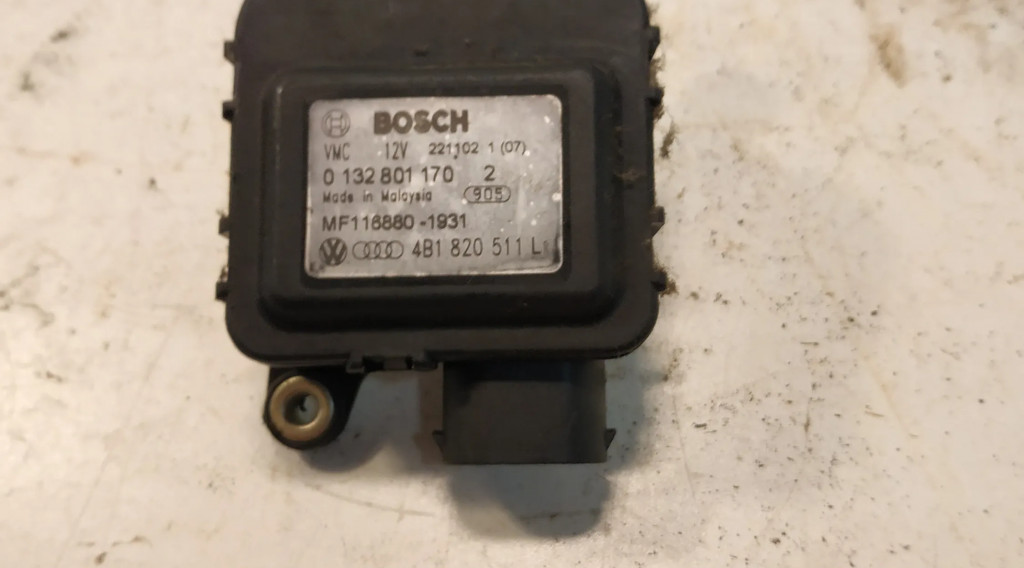 BOSCH
VMC 12V 221102 1 (07)
0 132 801 170 2
Made in Malaysia 905
MF116880-1931
4B1 820 511 L